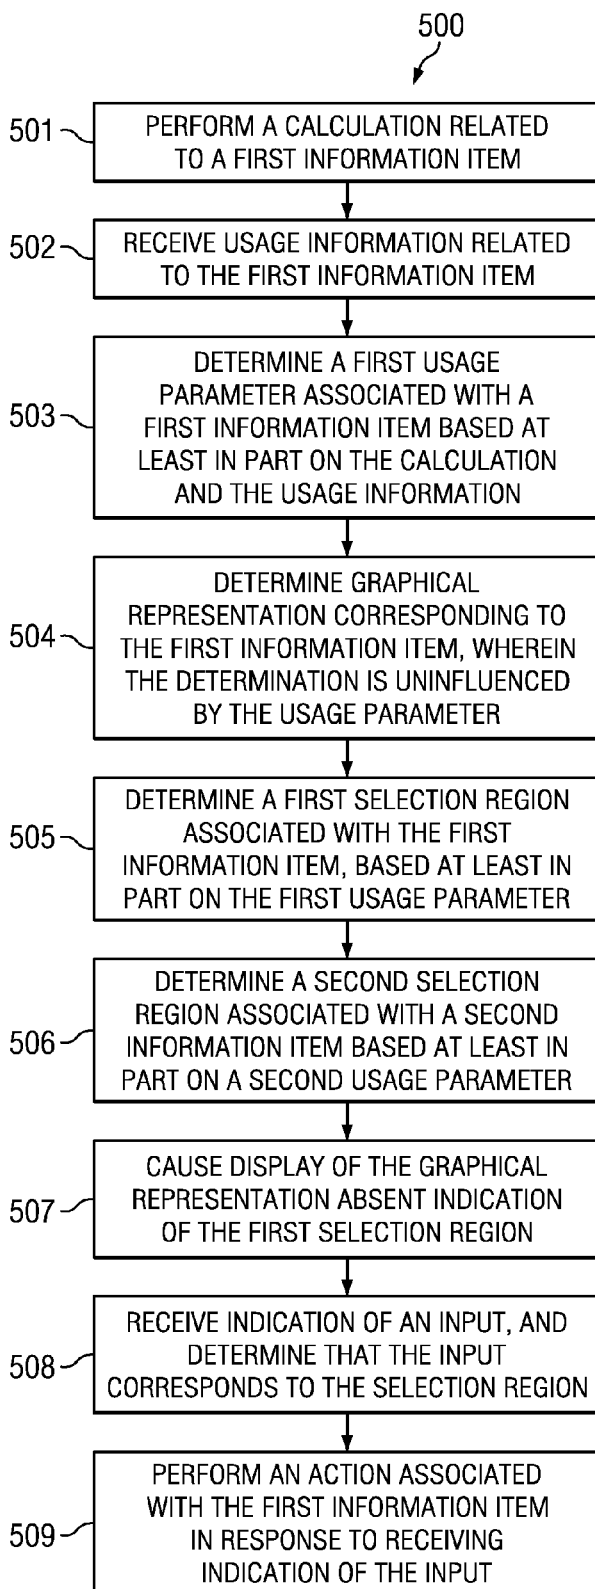 500
501
PERFORM A CALCULATION RELATED
TO A FIRST INFORMATION ITEM
502
RECEIVE USAGE INFORMATION RELATED
TO THE FIRST INFORMATION ITEM
503
DETERMINE A FIRST USAGE
PARAMETER ASSOCIATED WITH A
FIRST INFORMATION ITEM BASED AT
LEAST IN PART ON THE CALCULATION
AND THE USAGE INFORMATION
504
DETERMINE GRAPHICAL
REPRESENTATION CORRESPONDING TO
THE FIRST INFORMATION ITEM, WHEREIN
THE DETERMINATION IS UNINFLUENCED
BY THE USAGE PARAMETER
505
DETERMINE A FIRST SELECTION REGION
ASSOCIATED WITH THE FIRST
INFORMATION ITEM, BASED AT LEAST IN
PART ON THE FIRST USAGE PARAMETER
506
DETERMINE A SECOND SELECTION
REGION ASSOCIATED WITH A SECOND
INFORMATION ITEM BASED AT LEAST IN
PART ON A SECOND USAGE PARAMETER
507
CAUSE DISPLAY OF THE GRAPHICAL
REPRESENTATION ABSENT INDICATION
OF THE FIRST SELECTION REGION
508
RECEIVE INDICATION OF AN INPUT, AND
DETERMINE THAT THE INPUT
CORRESPONDS TO THE SELECTION REGION
509
PERFORM AN ACTION ASSOCIATED
WITH THE FIRST INFORMATION ITEM
IN RESPONSE TO RECEIVING
INDICATION OF THE INPUT